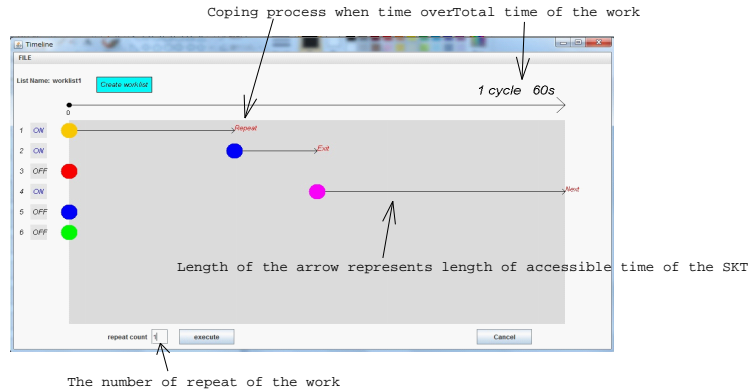 Coping process when time overTotal time of the work
Timeline
FILE
List Name: worklist1 Create worklist
1 cycle 60s
0
1 ON Repeat
2 ON Exit
3 OFF
4 ON Next
5 OFF
6 OFF
Length of the arrow represents length of accessible time of the SKT
repeat count 1 execute Cancel
The number of repeat of the work